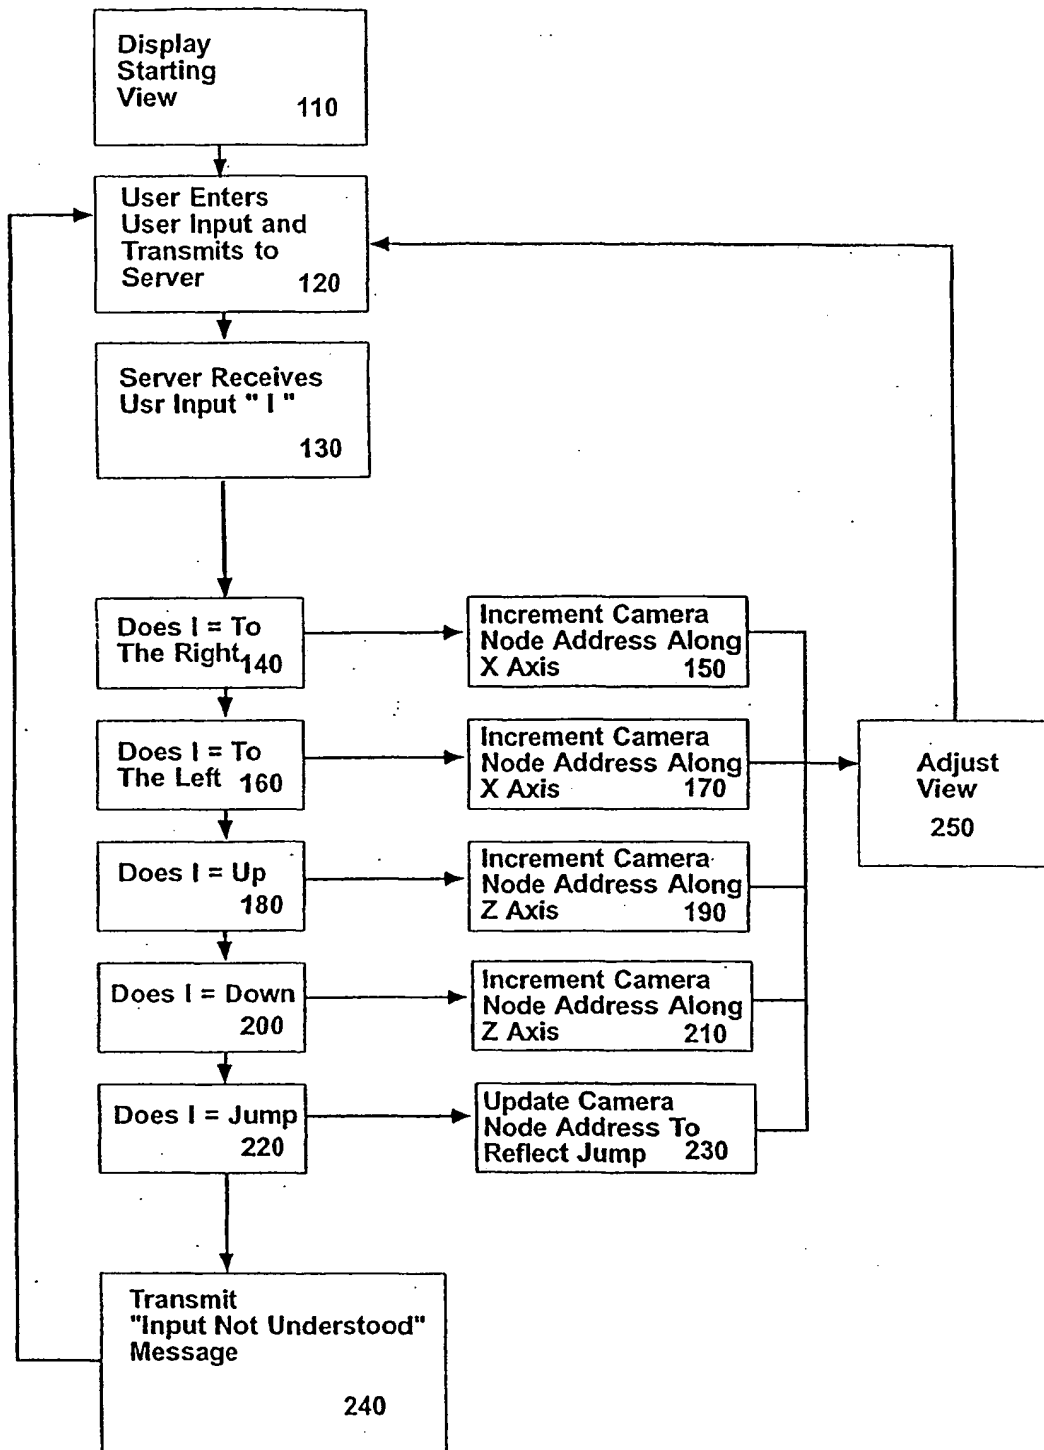 Display
Starting
View
110
User Enters
User Input and
Transmits to
Server
120
Server Receives
Usr Input " I "
130
Does I = To
The Right
140
Increment Camera
Node Address Along
X Axis
150
Does I = To
The Left
160
Increment Camera
Node Address Along
X Axis
170
Adjust
View
250
Does I = Up
180
Increment Camera
Node Address Along
Z Axis
190
Does I = Down
200
Increment Camera
Node Address Along
Z Axis
210
Does I = Jump
220
Update Camera
Node Address To
Reflect Jump
230
Transmit
"Input Not Understood"
Message
240